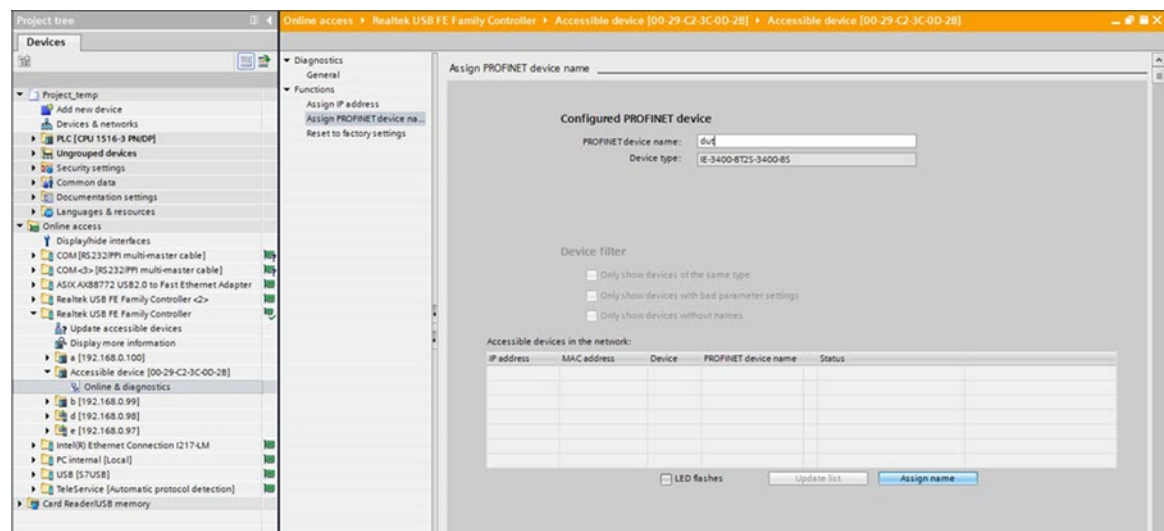 Project tree
Online access ▸ Realtek USB FE Family Controller ▸ Accessible device [00-29-C2-3C-0D-2B] ▸ Accessible device [00-29-C2-3C-0D-2B]
Devices
Project_temp
Add new device
Devices & networks
PLC [CPU 1516-3 PN/DP]
Ungrouped devices
Security settings
Common data
Documentation settings
Languages & resources
Online access
Display/hide interfaces
COM [RS232/PPI multi-master cable]
COM <3> [RS232/PPI multi-master cable]
ASIX AX88772 USB2.0 to Fast Ethernet Adapter
Realtek USB FE Family Controller <2>
Realtek USB FE Family Controller
Update accessible devices
Display more information
a [192.168.0.100]
Accessible device [00-29-C2-3C-0D-2B]
Online & diagnostics
b [192.168.0.99]
d [192.168.0.98]
e [192.168.0.97]
Intel(R) Ethernet Connection I217-LM
PC internal [Local]
USB [S7USB]
TeleService [Automatic protocol detection]
Card Reader/USB memory
Diagnostics
General
Functions
Assign IP address
Assign PROFINET device na...
Reset to factory settings
Assign PROFINET device name
Configured PROFINET device
PROFINET device name: dut
Device type: IE-3400-8T2S-3400-8S
Device filter
Only show devices of the same type
Only show devices with bad parameter settings
Only show devices without names
Accessible devices in the network:
IP address MAC address Device PROFINET device name Status
LED flashes Update list Assign name